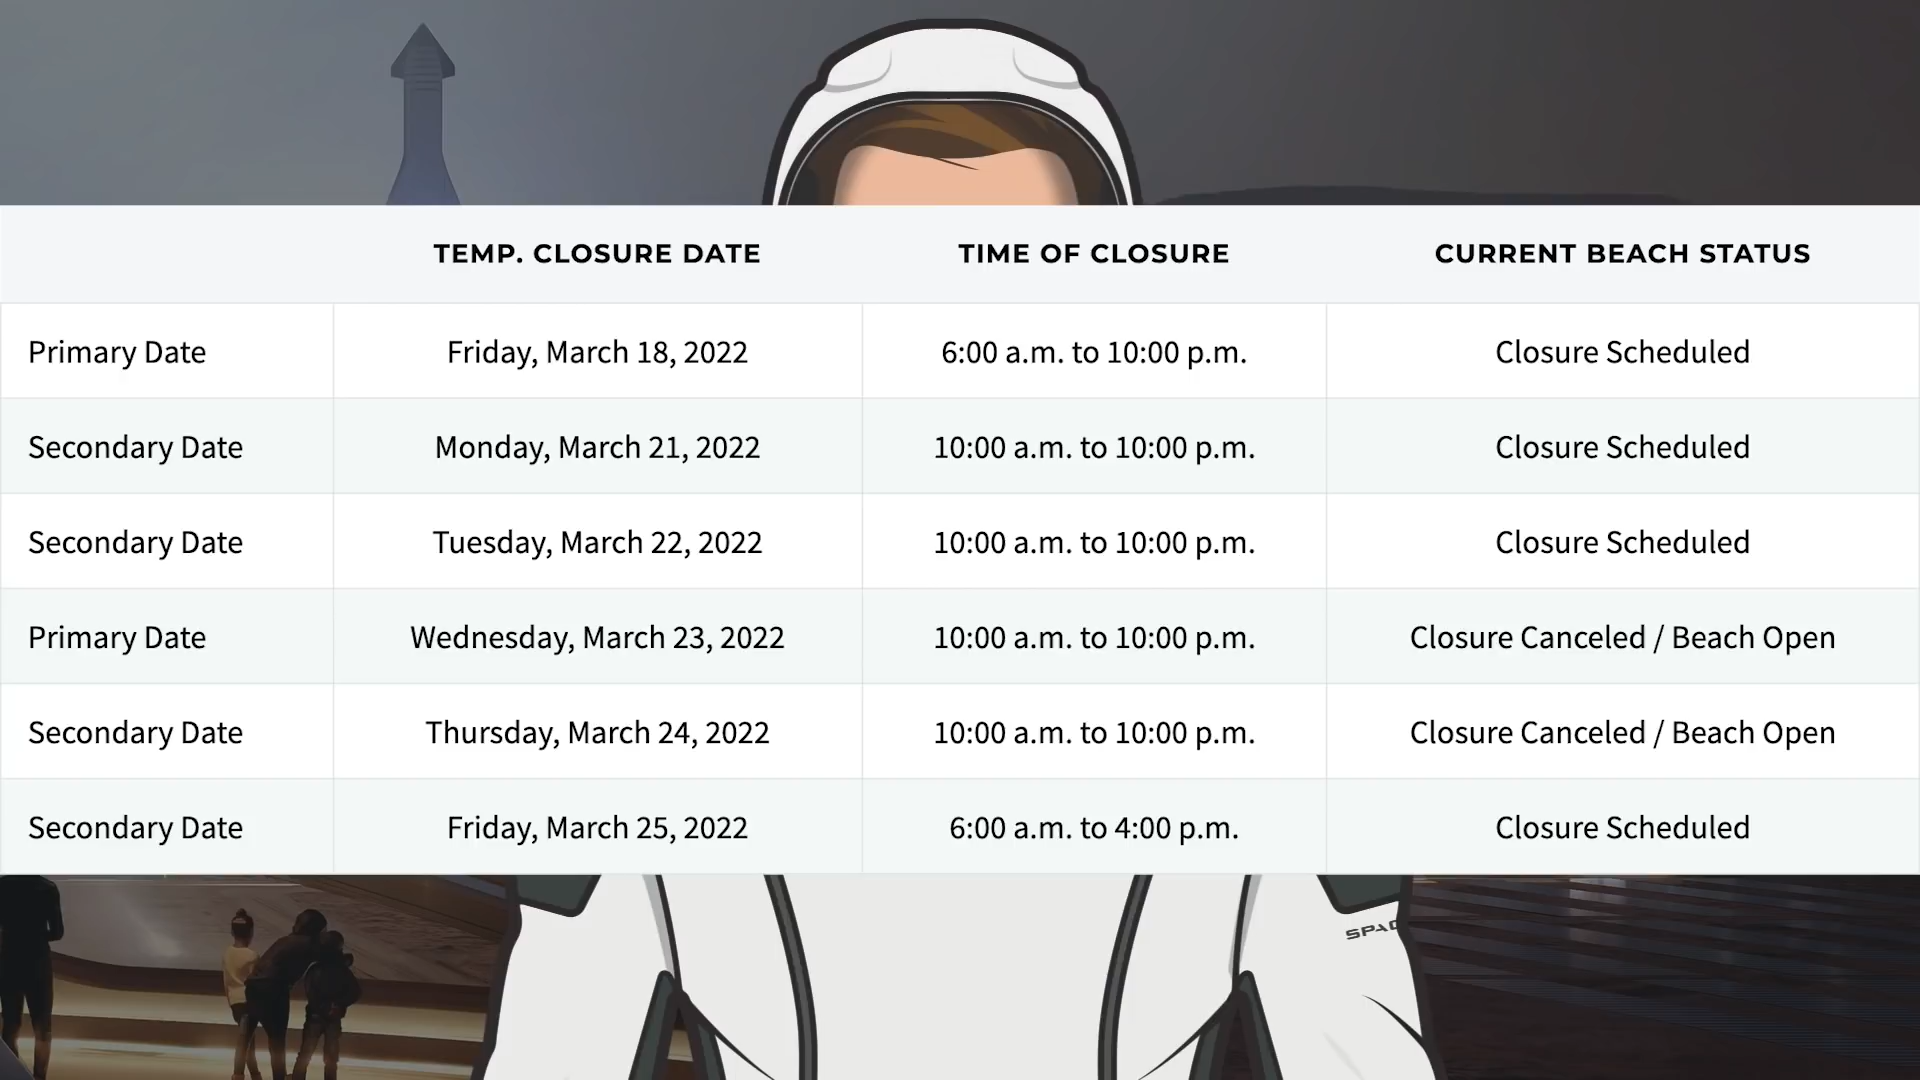 TEMP. CLOSURE DATE TIME OF CLOSURE CURRENT BEACH STATUS
Primary Date Friday, March 18, 2022 6:00 a.m. to 10:00 p.m. Closure Scheduled
Secondary Date Monday, March 21, 2022 10:00 a.m. to 10:00 p.m. Closure Scheduled
Secondary Date Tuesday, March 22, 2022 10:00 a.m. to 10:00 p.m. Closure Scheduled
Primary Date Wednesday, March 23, 2022 10:00 a.m. to 10:00 p.m. Closure Canceled / Beach Open
Secondary Date Thursday, March 24, 2022 10:00 a.m. to 10:00 p.m. Closure Canceled / Beach Open
Secondary Date Friday, March 25, 2022 6:00 a.m. to 4:00 p.m. Closure Scheduled
SPAC